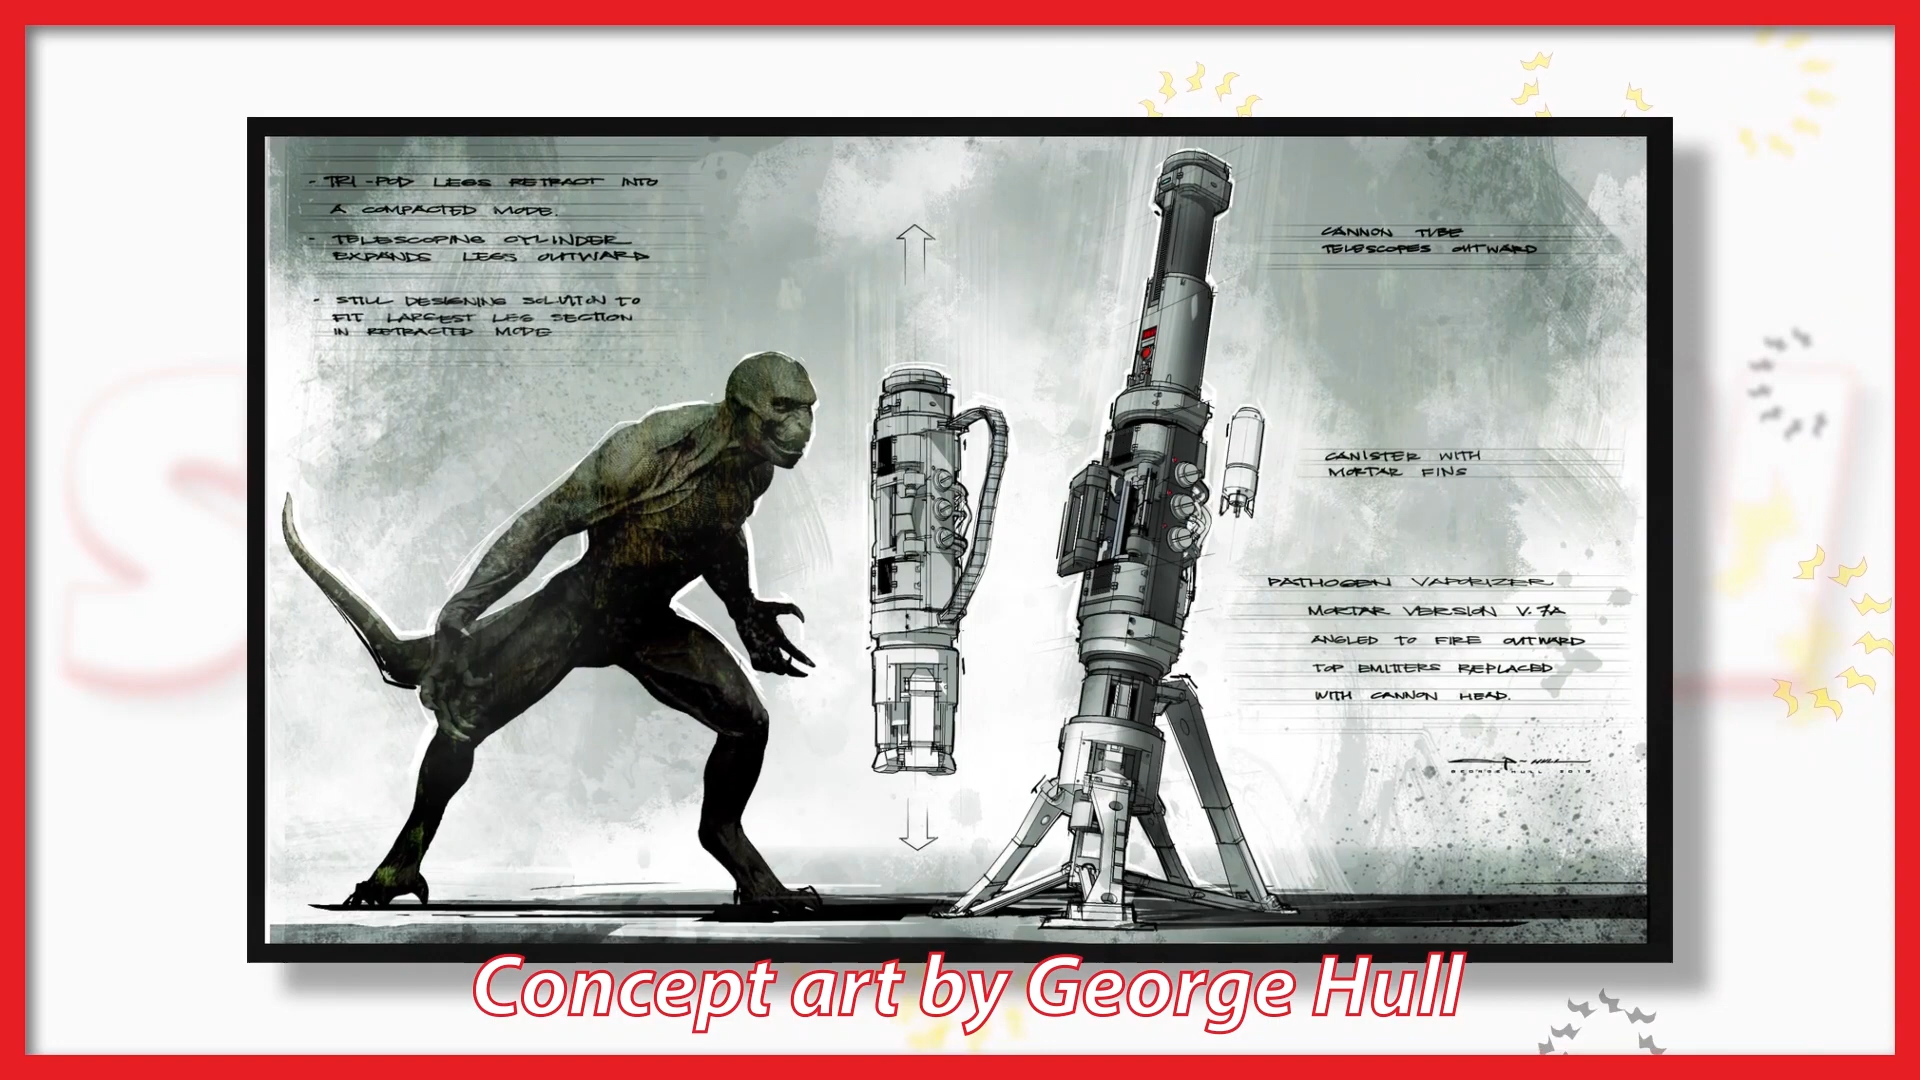 - TRI-POD LEGS RETRACT INTO
A COMPACTED MODE.
- TELESCOPING CYLINDER
EXPANDS LEGS OUTWARD
- STILL DESIGNING SOLUTION TO
FIT LARGEST LEG SECTION
IN RETRACTED MODE
CANNON TUBE
TELESCOPES OUTWARD
CANISTER WITH
MORTAR FINS
PATHOGEN VAPORIZER
MORTAR VERSION V.7A
ANGLED TO FIRE OUTWARD
TOP EMITTERS REPLACED
WITH CANNON HEAD.
GEORGE HULL
Concept art by George Hull